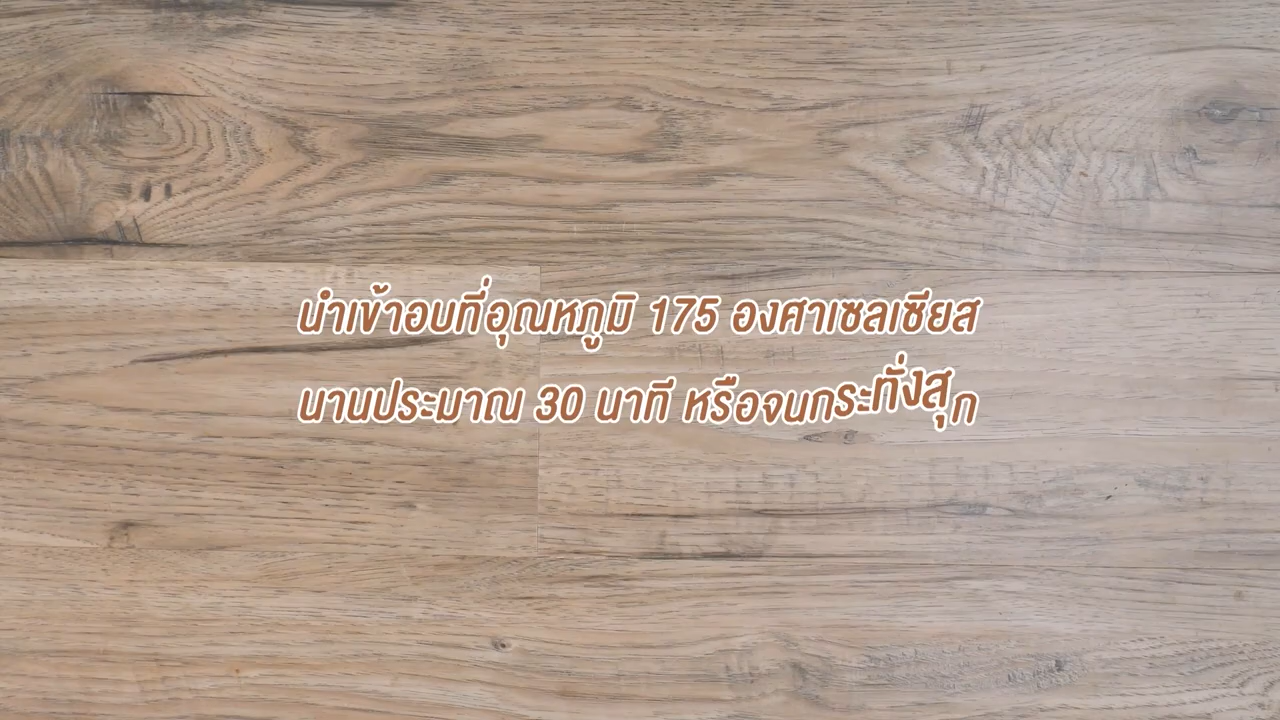 นำเข้าอบที่อุณหภูมิ 175 องศาเซลเซียส
นานประมาณ 30 นาที หรือจนกระทั่งสุก